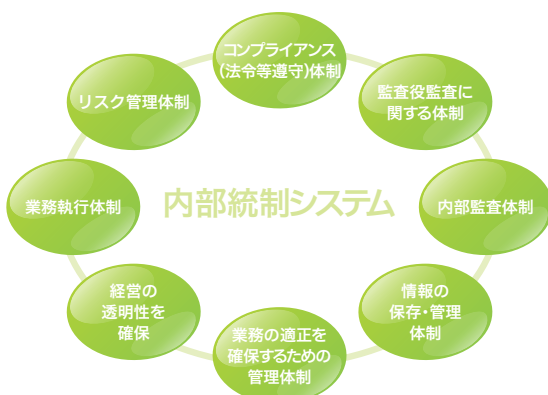 コンプライアンス
(法令等遵守)体制
監査役監査に
関する体制
内部監査体制
情報の
保存・管理
体制
業務の適正を
確保するための
管理体制
経営の
透明性を
確保
業務執行体制
リスク管理体制
内部統制システム